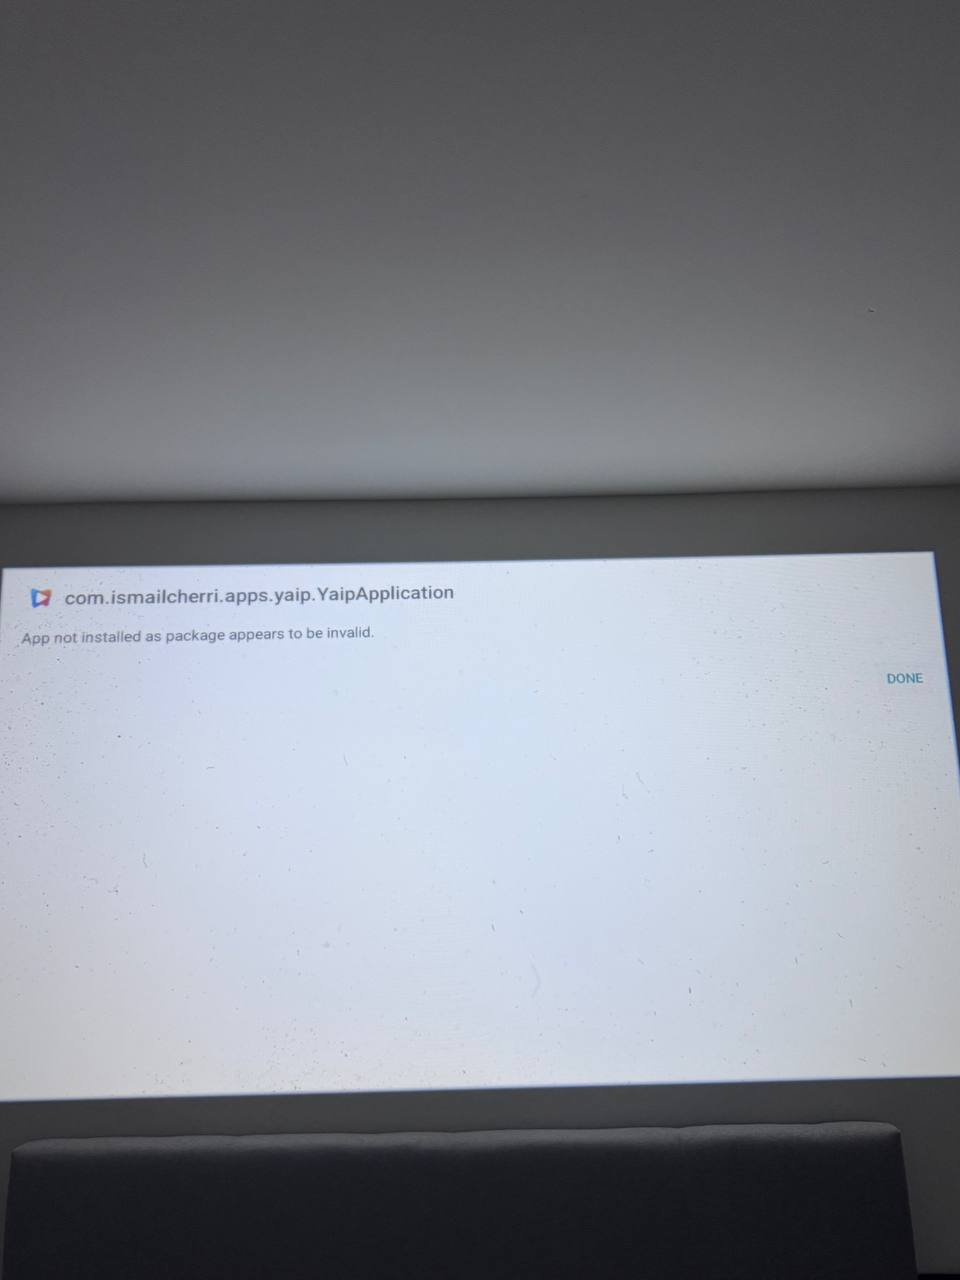 com.ismailcherri.apps.yaip.YaipApplication
App not installed as package appears to be invalid.
DONE